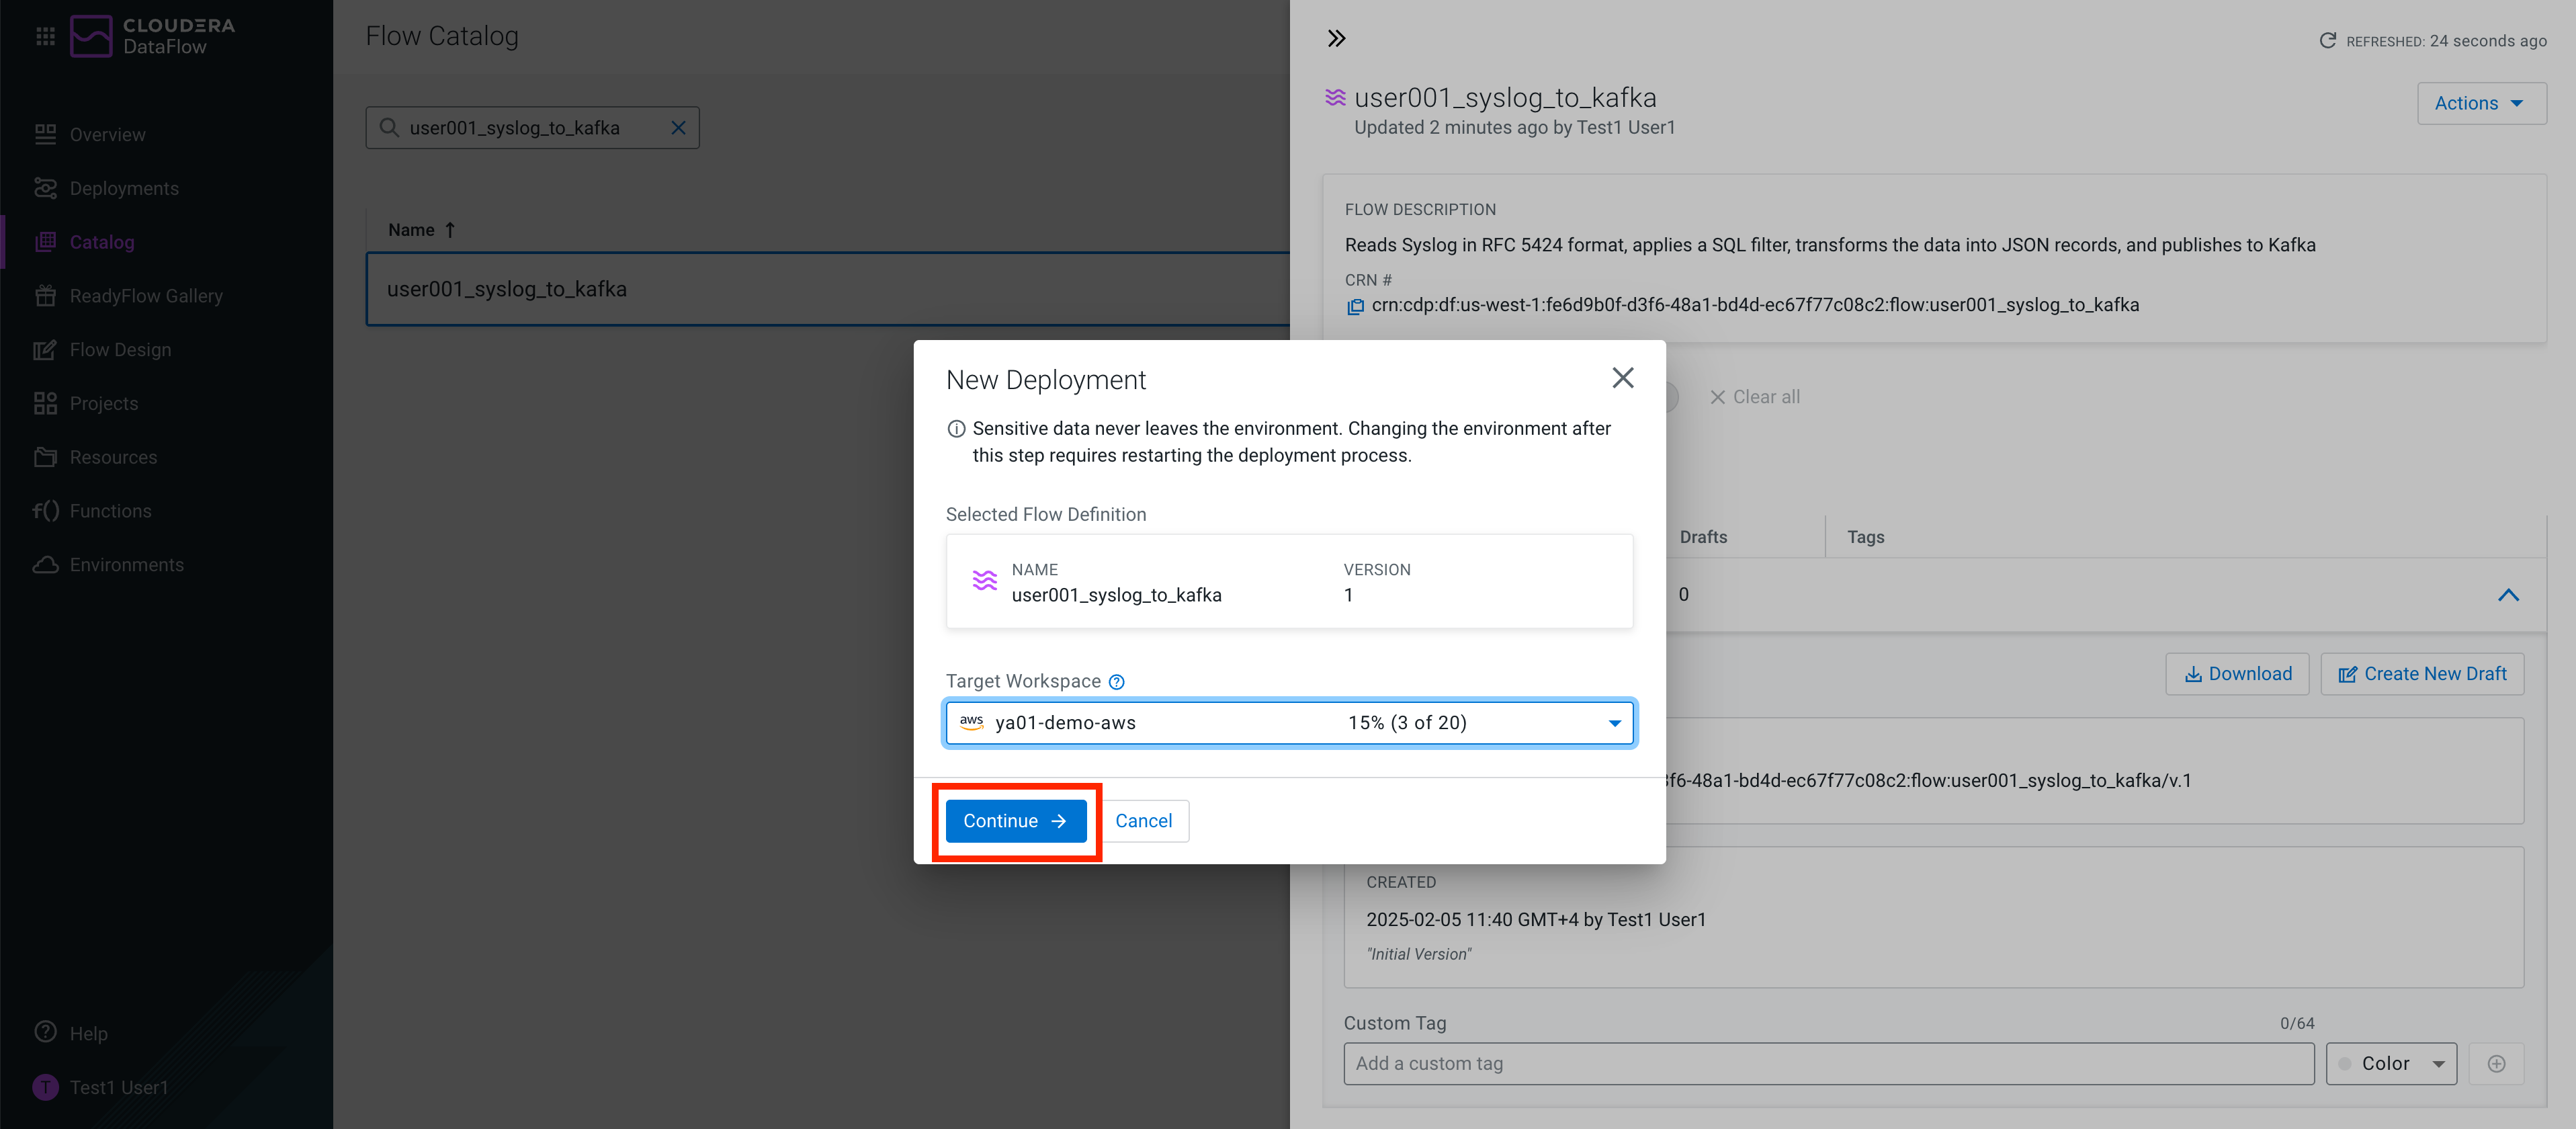 CLOUDERA
DataFlow
Overview
Deployments
Catalog
ReadyFlow Gallery
Flow Design
Projects
Resources
Functions
Environments
Help
T Test1 User1
Flow Catalog
user001_syslog_to_kafka
Name ↑
user001_syslog_to_kafka
REFRESHED: 24 seconds ago
user001_syslog_to_kafka
Updated 2 minutes ago by Test1 User1
Actions
FLOW DESCRIPTION
Reads Syslog in RFC 5424 format, applies a SQL filter, transforms the data into JSON records, and publishes to Kafka
CRN #
crn:cdp:df:us-west-1:fe6d9b0f-d3f6-48a1-bd4d-ec67f77c08c2:flow:user001_syslog_to_kafka
Clear all
Drafts Tags
0
Download Create New Draft
3f6-48a1-bd4d-ec67f77c08c2:flow:user001_syslog_to_kafka/v.1
CREATED
2025-02-05 11:40 GMT+4 by Test1 User1
"Initial Version"
Custom Tag 0/64
Add a custom tag Color
New Deployment
Sensitive data never leaves the environment. Changing the environment after
this step requires restarting the deployment process.
Selected Flow Definition
NAME VERSION
user001_syslog_to_kafka 1
Target Workspace
aws ya01-demo-aws 15% (3 of 20)
Continue → Cancel